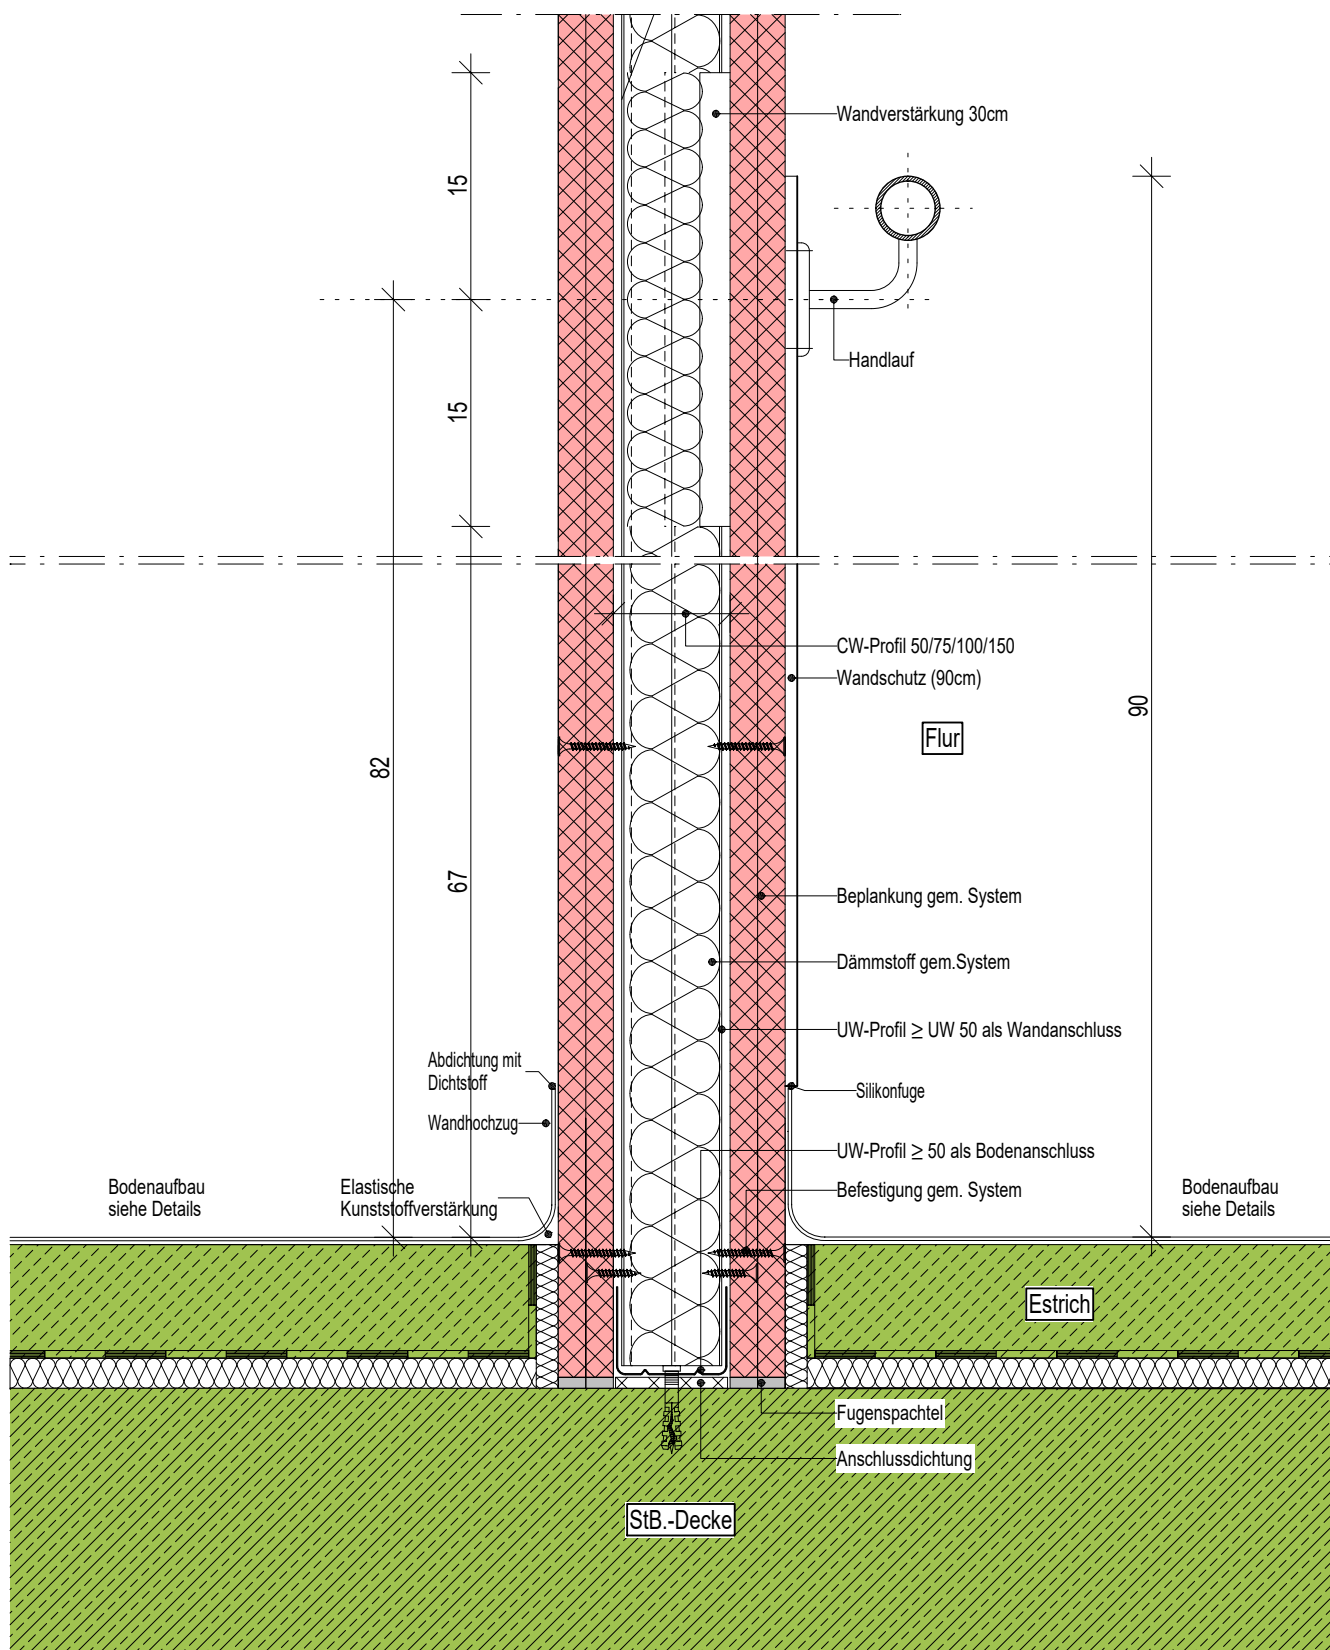 Wandverstärkung 30cm
15
Handlauf
15
CW-Profil 50/75/100/150
Wandschutz (90cm)
90
Flur
82
67
Beplankung gem. System
Dämmstoff gem.System
UW-Profil ≥ UW 50 als Wandanschluss
Abdichtung mit
Dichtstoff
Silikonfuge
Wandhochzug
UW-Profil ≥ 50 als Bodenanschluss
Bodenaufbau
siehe Details
Elastische
Kunststoffverstärkung
Befestigung gem. System
Bodenaufbau
siehe Details
Estrich
Fugenspachtel
Anschlussdichtung
StB.-Decke